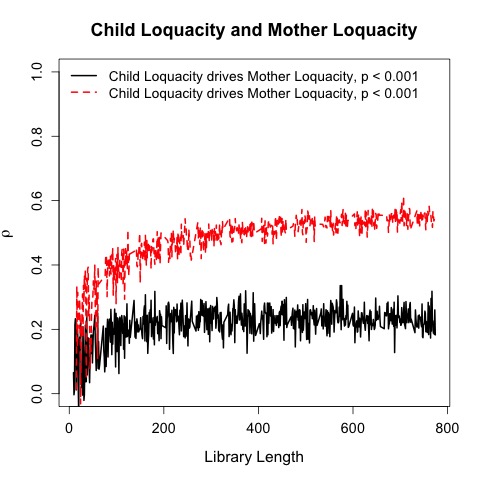 Child Loquacity and Mother Loquacity
Child Loquacity drives Mother Loquacity, p < 0.001
Child Loquacity drives Mother Loquacity, p < 0.001
1.0
0.8
0.6
0.4
0.2
0.0
ρ
0 200 400 600 800
Library Length